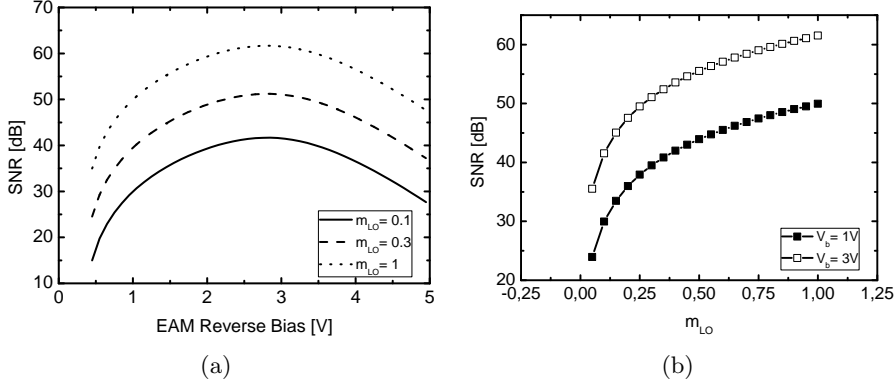 70
60
50
40
30
20
10
SNR [dB]
0 1 2 3 4 5
EAM Reverse Bias [V]
m_LO= 0.1
m_LO= 0.3
m_LO= 1
(a)
60
50
40
30
20
SNR [dB]
-0,25 0,00 0,25 0,50 0,75 1,00 1,25
m_LO
V_b= 1V
V_b= 3V
(b)